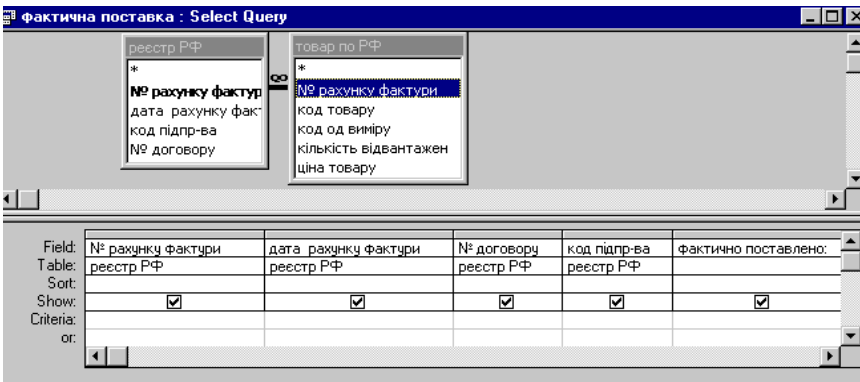 фактична поставка : Select Query
реєстр РФ
*
№ рахунку фактур
дата рахунку фак
код підпр-ва
№ договору
∞
товар по РФ
*
№ рахунку фактури
код товару
код од виміру
кількість відвантажен
ціна товару
Field: № рахунку фактури дата рахунку фактури № договору код підпр-ва фактично поставлено:
Table: реєстр РФ реєстр РФ реєстр РФ реєстр РФ
Sort:
Show:
Criteria:
or: